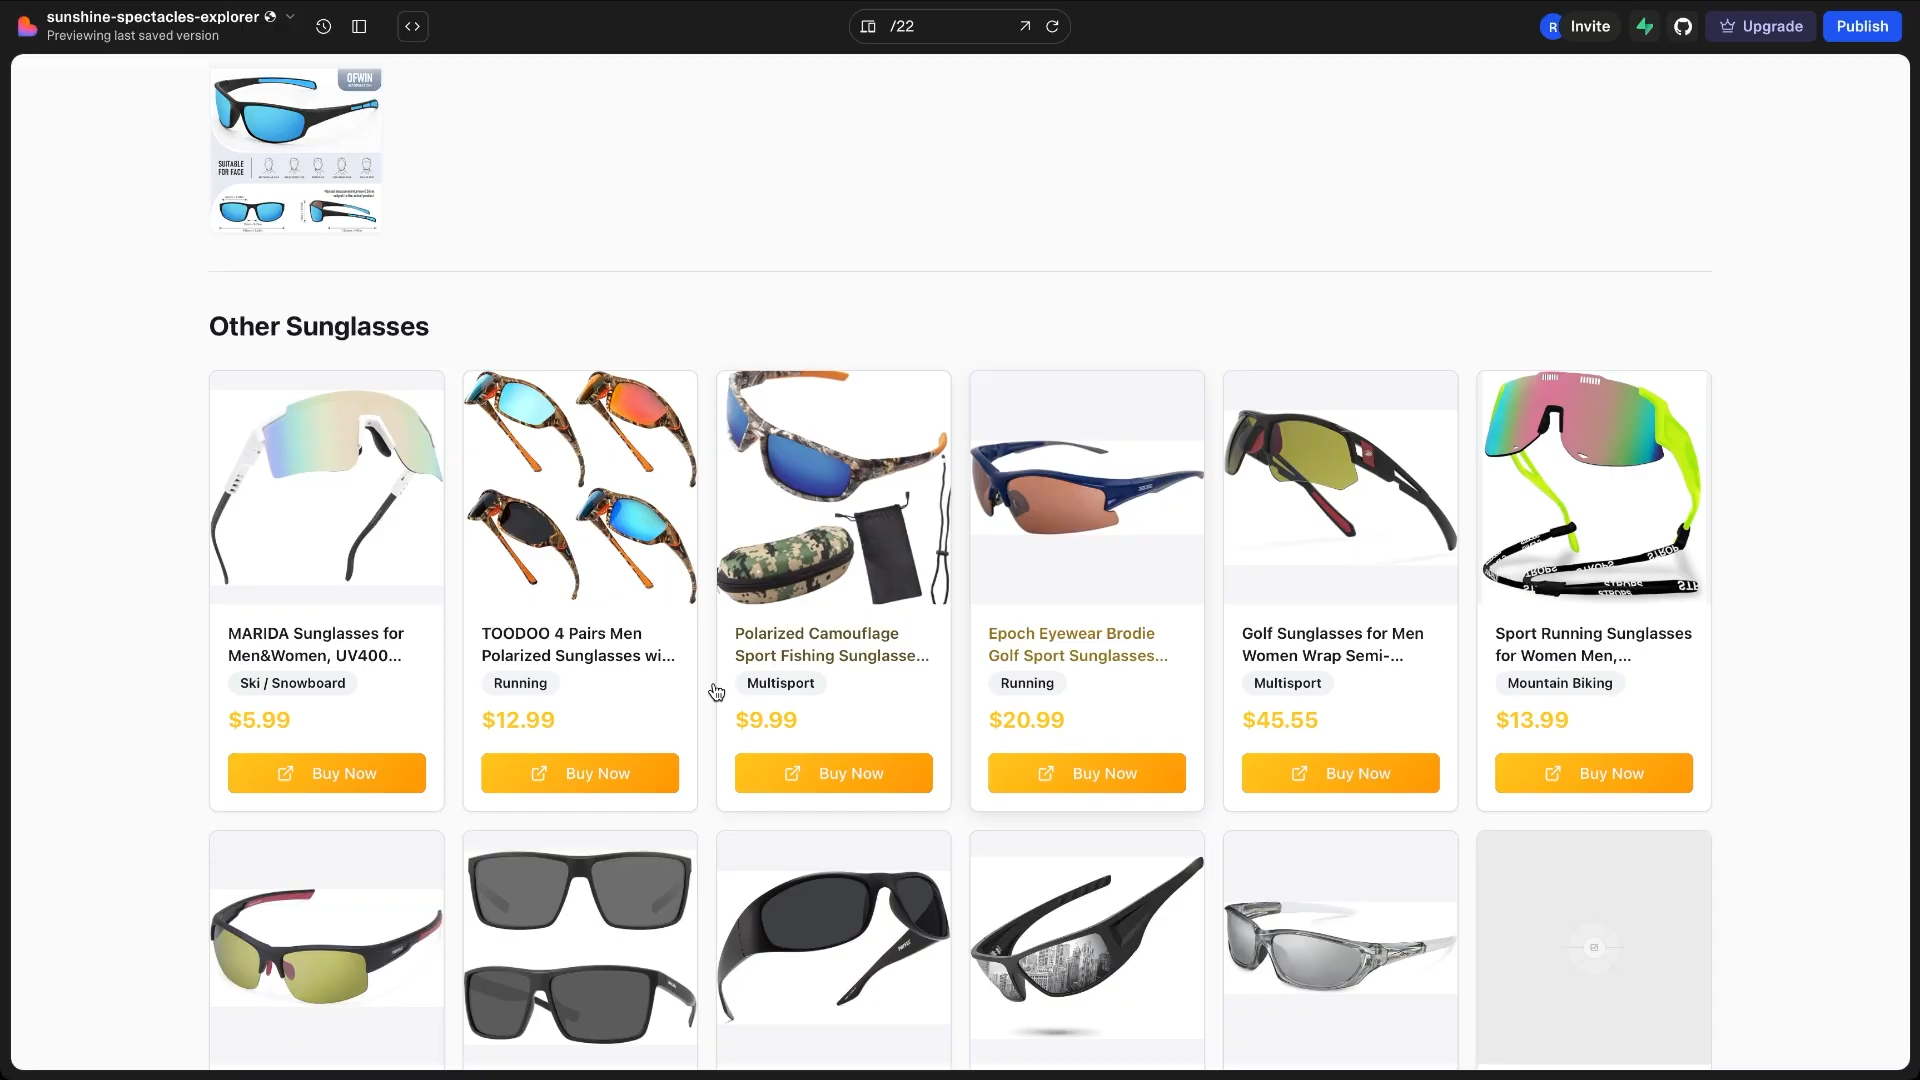 sunshine-spectacles-explorer
Previewing last saved version
/22
R Invite
Upgrade
Publish
OFWIN
SUITABLE
FOR FACE
Other Sunglasses
MARIDA Sunglasses for
Men&Women, UV400...
Ski / Snowboard
$5.99
Buy Now
TOODOO 4 Pairs Men
Polarized Sunglasses wi...
Running
$12.99
Buy Now
Polarized Camouflage
Sport Fishing Sunglasse...
Multisport
$9.99
Buy Now
Epoch Eyewear Brodie
Golf Sport Sunglasses...
Running
$20.99
Buy Now
STROPS
Golf Sunglasses for Men
Women Wrap Semi-...
Multisport
$45.55
Buy Now
Sport Running Sunglasses
for Women Men,...
Mountain Biking
$13.99
Buy Now